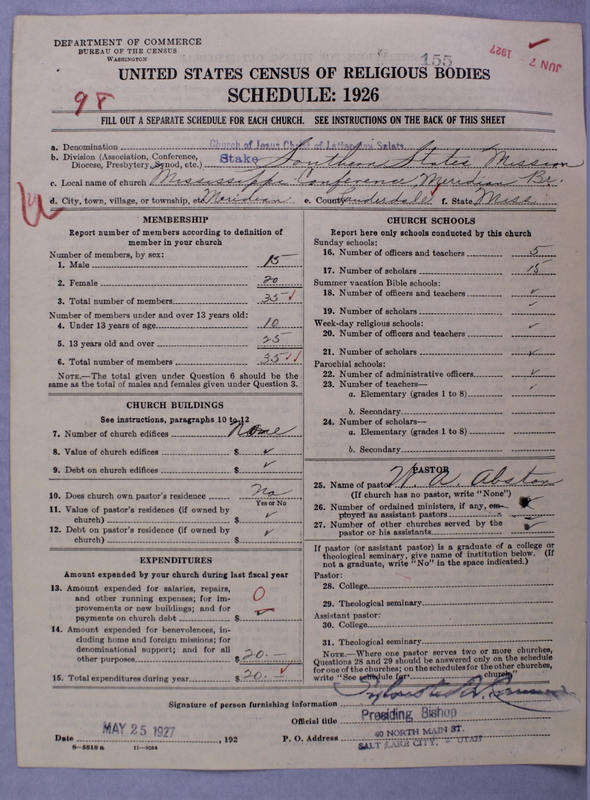 DEPARTMENT OF COMMERCE
BUREAU OF THE CENSUS
WASHINGTON
155
JUN 7 1927
UNITED STATES CENSUS OF RELIGIOUS BODIES
SCHEDULE: 1926
98
FILL OUT A SEPARATE SCHEDULE FOR EACH CHURCH. SEE INSTRUCTIONS ON THE BACK OF THIS SHEET
a. Denomination Church of Jesus Christ of Latterday Saints
b. Division (Association, Conference, Diocese, Presbytery, Synod, etc.) Stake Southern States Mission
c. Local name of church Mississippi Conference, Meridian Br.
d. City, town, village, or township, etc. Meridian e. County Lauderdale f. State Miss.
MEMBERSHIP
Report number of members according to definition of
member in your church
Number of members, by sex:
1. Male 15
2. Female 20
3. Total number of members 35
Number of members under and over 13 years old:
4. Under 13 years of age 10
5. 13 years old and over 25
6. Total number of members 35
NOTE.—The total given under Question 6 should be
same as the total of males and females given under Question 3.
CHURCH BUILDINGS
See instructions, paragraphs 10 to 12
7. Number of church edifices None
8. Value of church edifices $
9. Debt on church edifices $
10. Does church own pastor's residence No
Yes or No
11. Value of pastor's residence (if owned by
church) $
12. Debt on pastor's residence (if owned by
church) $
EXPENDITURES
Amount expended by your church during last fiscal year
13. Amount expended for salaries, repairs,
and other running expenses; for im-
provements or new buildings; and for
payments on church debt $ 0
14. Amount expended for benevolences, in-
cluding home and foreign missions; for
denominational support; and for all
other purposes $ 20.—
15. Total expenditures during year $ 20.—
CHURCH SCHOOLS
Report here only schools conducted by this church
Sunday schools:
16. Number of officers and teachers 5
17. Number of scholars 15
Summer vacation Bible schools:
18. Number of officers and teachers
19. Number of scholars
Week-day religious schools:
20. Number of officers and teachers
21. Number of scholars
Parochial schools:
22. Number of administrative officers
23. Number of teachers—
a. Elementary (grades 1 to 8)
b. Secondary
24. Number of scholars—
a. Elementary (grades 1 to 8)
b. Secondary
PASTOR
25. Name of pastor W. A. Abston
(If church has no pastor, write "None")
26. Number of ordained ministers, if any, em-
ployed as assistant pastors
27. Number of other churches served by the
pastor or his assistants
If pastor (or assistant pastor) is a graduate of a college or
theological seminary, give name of institution below. (If
not a graduate, write "No" in the space indicated.)
Pastor:
28. College
29. Theological seminary
Assistant pastor:
30. College
31. Theological seminary
NOTE.—Where one pastor serves two or more churches,
Questions 28 and 29 should be answered only on the schedule
for one of the churches; on the schedules for the other churches,
write "See schedule for church"
Signature of person furnishing information
Official title Presiding Bishop
Date MAY 25 1927, 192 P. O. Address 40 NORTH MAIN ST.
SALT LAKE CITY, UTAH
8—5518a 11—9034